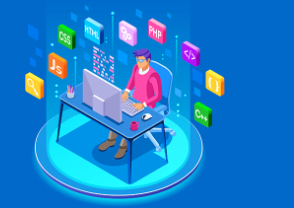 CSS
HTML
PHP
</>
JS
{ }
C++